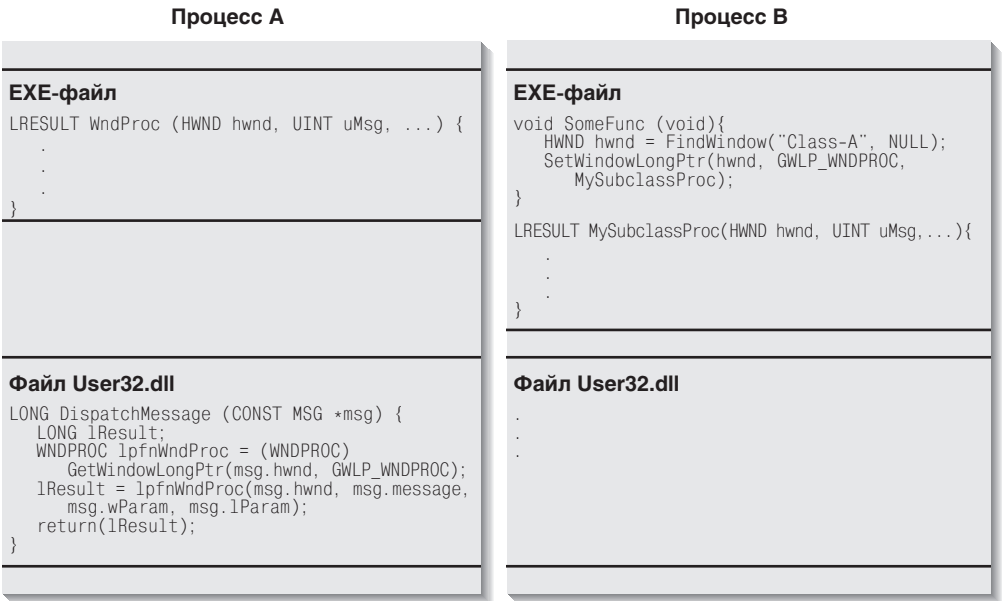 Процесс А
EXE-файл
LRESULT WndProc (HWND hwnd, UINT uMsg, ...) {
.
.
.
}
Файл User32.dll
LONG DispatchMessage (CONST MSG *msg) {
LONG lResult;
WNDPROC lpfnWndProc = (WNDPROC)
GetWindowLongPtr(msg.hwnd, GWLP_WNDPROC);
lResult = lpfnWndProc(msg.hwnd, msg.message,
msg.wParam, msg.lParam);
return(lResult);
}
Процесс В
EXE-файл
void SomeFunc (void){
HWND hwnd = FindWindow("Class-A", NULL);
SetWindowLongPtr(hwnd, GWLP_WNDPROC,
MySubclassProc);
}
LRESULT MySubclassProc(HWND hwnd, UINT uMsg,...){
.
.
.
}
Файл User32.dll
.
.
.